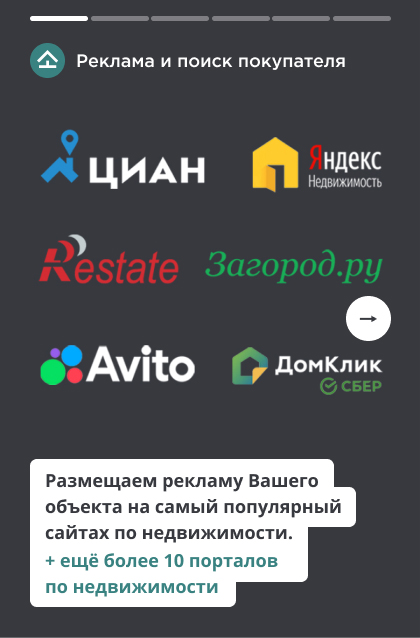 Реклама и поиск покупателя
ЦИАН
Яндекс
Недвижимость
Restate
Загород.ру
Avito
ДомКлик
СБЕР
Размещаем рекламу Вашего
объекта на самый популярный
сайтах по недвижимости.
+ ещё более 10 порталов
по недвижимости